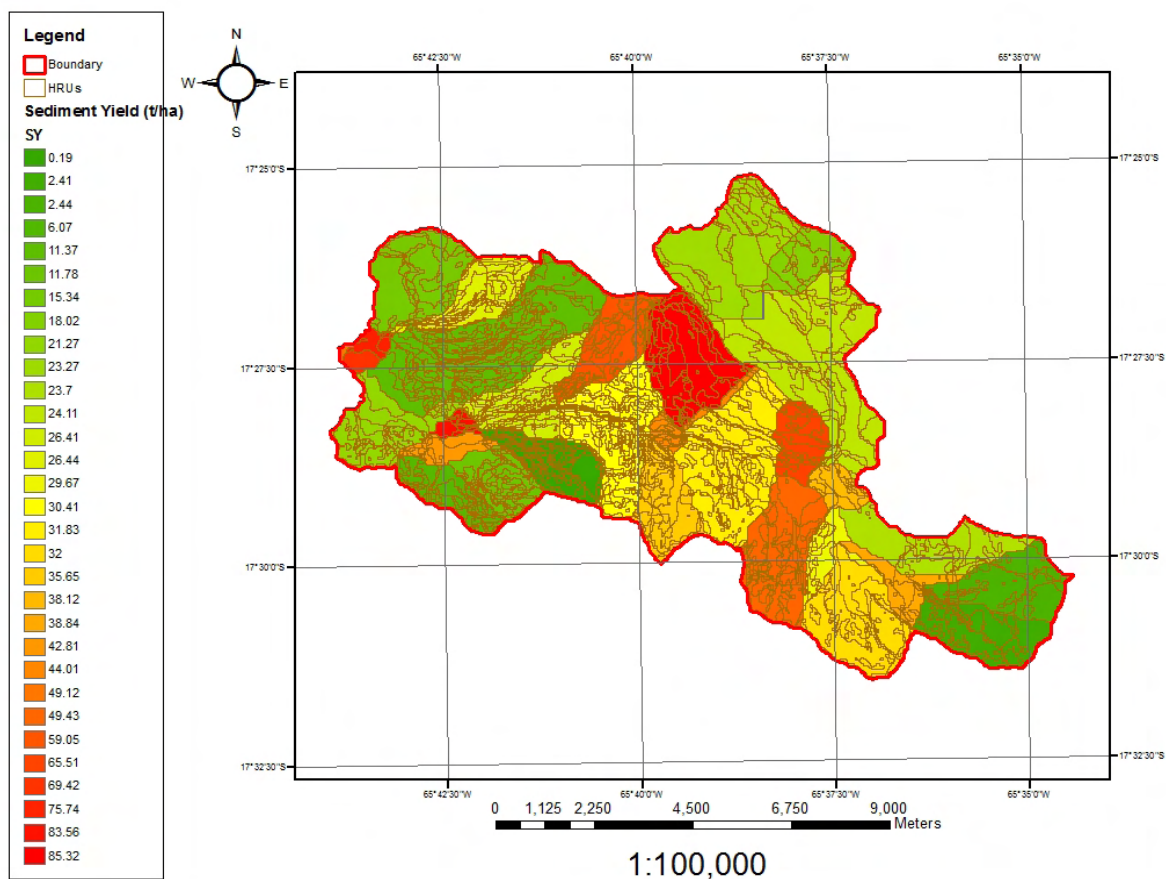 Legend
Boundary
HRUs
Sediment Yield (t/ha)
SY
0.19
2.41
2.44
6.07
11.37
11.78
15.34
18.02
21.27
23.27
23.7
24.11
26.41
26.44
29.67
30.41
31.83
32
35.65
38.12
38.84
42.81
44.01
49.12
49.43
59.05
65.51
69.42
75.74
83.56
85.32
N
W E
S
65°42'30"W 65°40'0"W 65°37'30"W 65°35'0"W
17°25'0"S 17°25'0"S
17°27'30"S 17°27'30"S
17°30'0"S 17°30'0"S
17°32'30"S 17°32'30"S
65°42'30"W 65°40'0"W 65°37'30"W 65°35'0"W
0 1,125 2,250 4,500 6,750 9,000
Meters
1:100,000